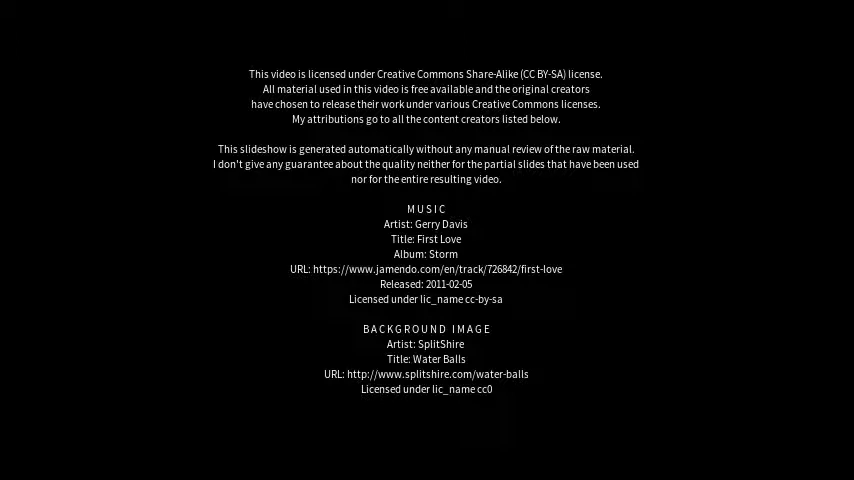 This video is licensed under Creative Commons Share-Alike (CC BY-SA) license.
All material used in this video is free available and the original creators
have chosen to release their work under various Creative Commons licenses.
My attributions go to all the content creators listed below.
This slideshow is generated automatically without any manual review of the raw material.
I don't give any guarantee about the quality neither for the partial slides that have been used
nor for the entire resulting video.
MUSIC
Artist: Gerry Davis
Title: First Love
Album: Storm
URL: https://www.jamendo.com/en/track/726842/first-love
Released: 2011-02-05
Licensed under lic_name cc-by-sa
BACKGROUND IMAGE
Artist: SplitShire
Title: Water Balls
URL: http://www.splitshire.com/water-balls
Licensed under lic_name cc0